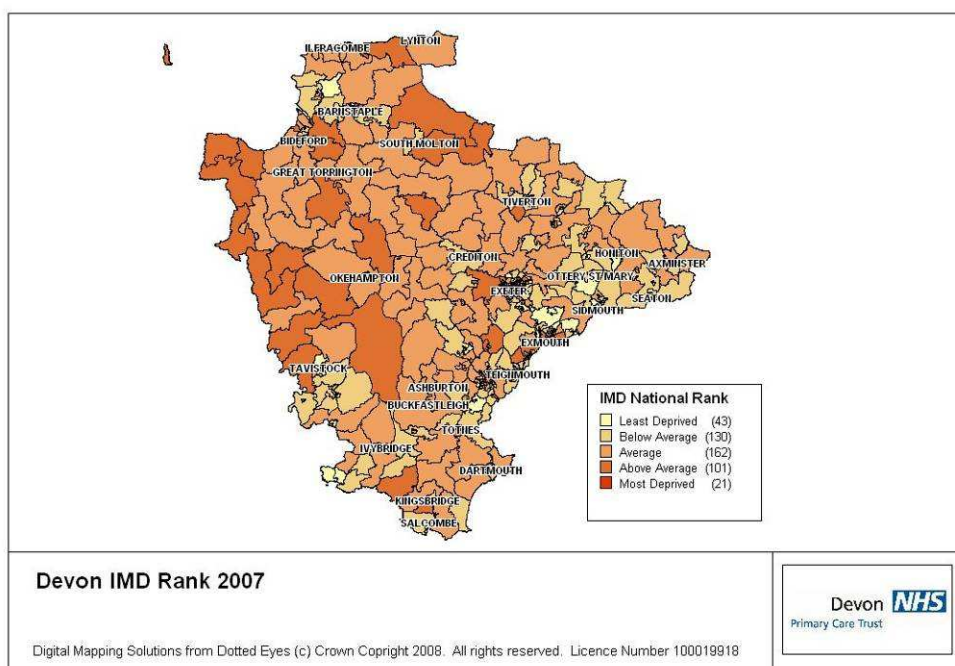 LYNTON
ILFRACOMBE
BARNSTAPLE
BIDEFORD
SOUTH MOLTON
GREAT TORRINGTON
TIVERTON
CREDITON
HONITON
AXMINSTER
OKEHAMPTON
OTTERY ST MARY
EXETER
SEATON
SIDMOUTH
EXMOUTH
TAVISTOCK
TEIGNMOUTH
ASHBURTON
BUCKFASTLEIGH
TOTNES
IVYBRIDGE
DARTMOUTH
KINGSBRIDGE
SALCOMBE
IMD National Rank
Least Deprived (43)
Below Average (130)
Average (162)
Above Average (101)
Most Deprived (21)
Devon IMD Rank 2007
Digital Mapping Solutions from Dotted Eyes (c) Crown Copright 2008. All rights reserved. Licence Number 100019918
Devon NHS
Primary Care Trust